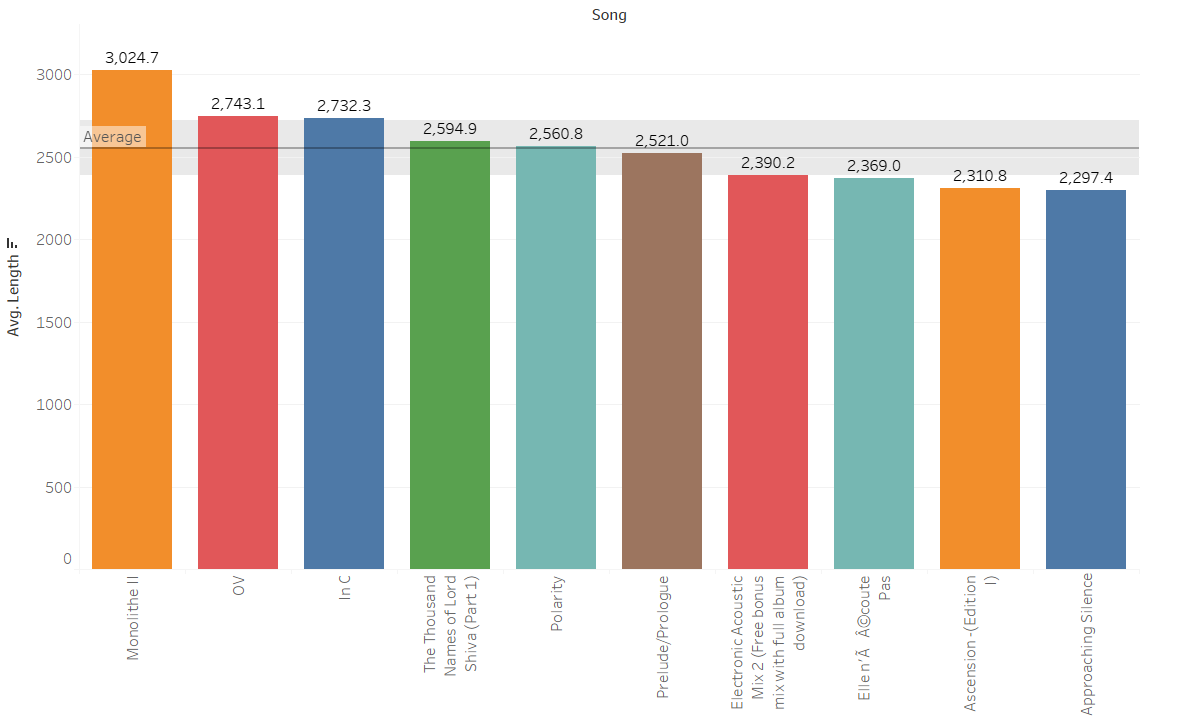 Song
3,024.7
2,743.1
2,732.3
2,594.9
2,560.8
2,521.0
2,390.2
2,369.0
2,310.8
2,297.4
Average
Avg. Length
3000
2500
2000
1500
1000
500
0
Monolithe II
OV
In C
The Thousand
Names of Lord
Shiva (Part 1)
Polarity
Prelude/Prologue
Electronic Acoustic
Mix 2 (Free bonus
mix with full album
download)
Elle n’Ã Â©coute
Pas
Ascension -(Edition
I)
Approaching Silence